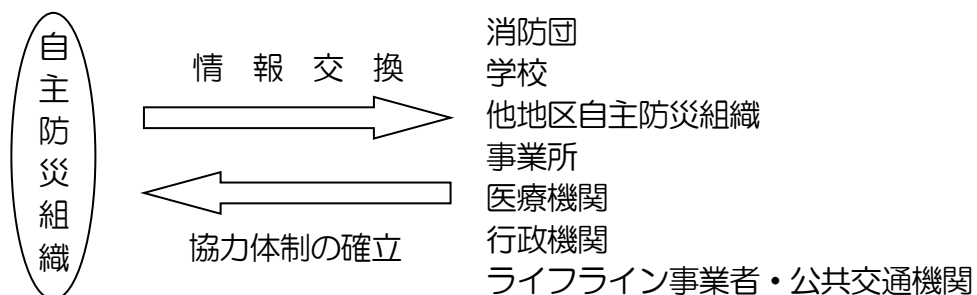 自主防災組織
情報交換
協力体制の確立
消防団
学校
他地区自主防災組織
事業所
医療機関
行政機関
ライフライン事業者・公共交通機関